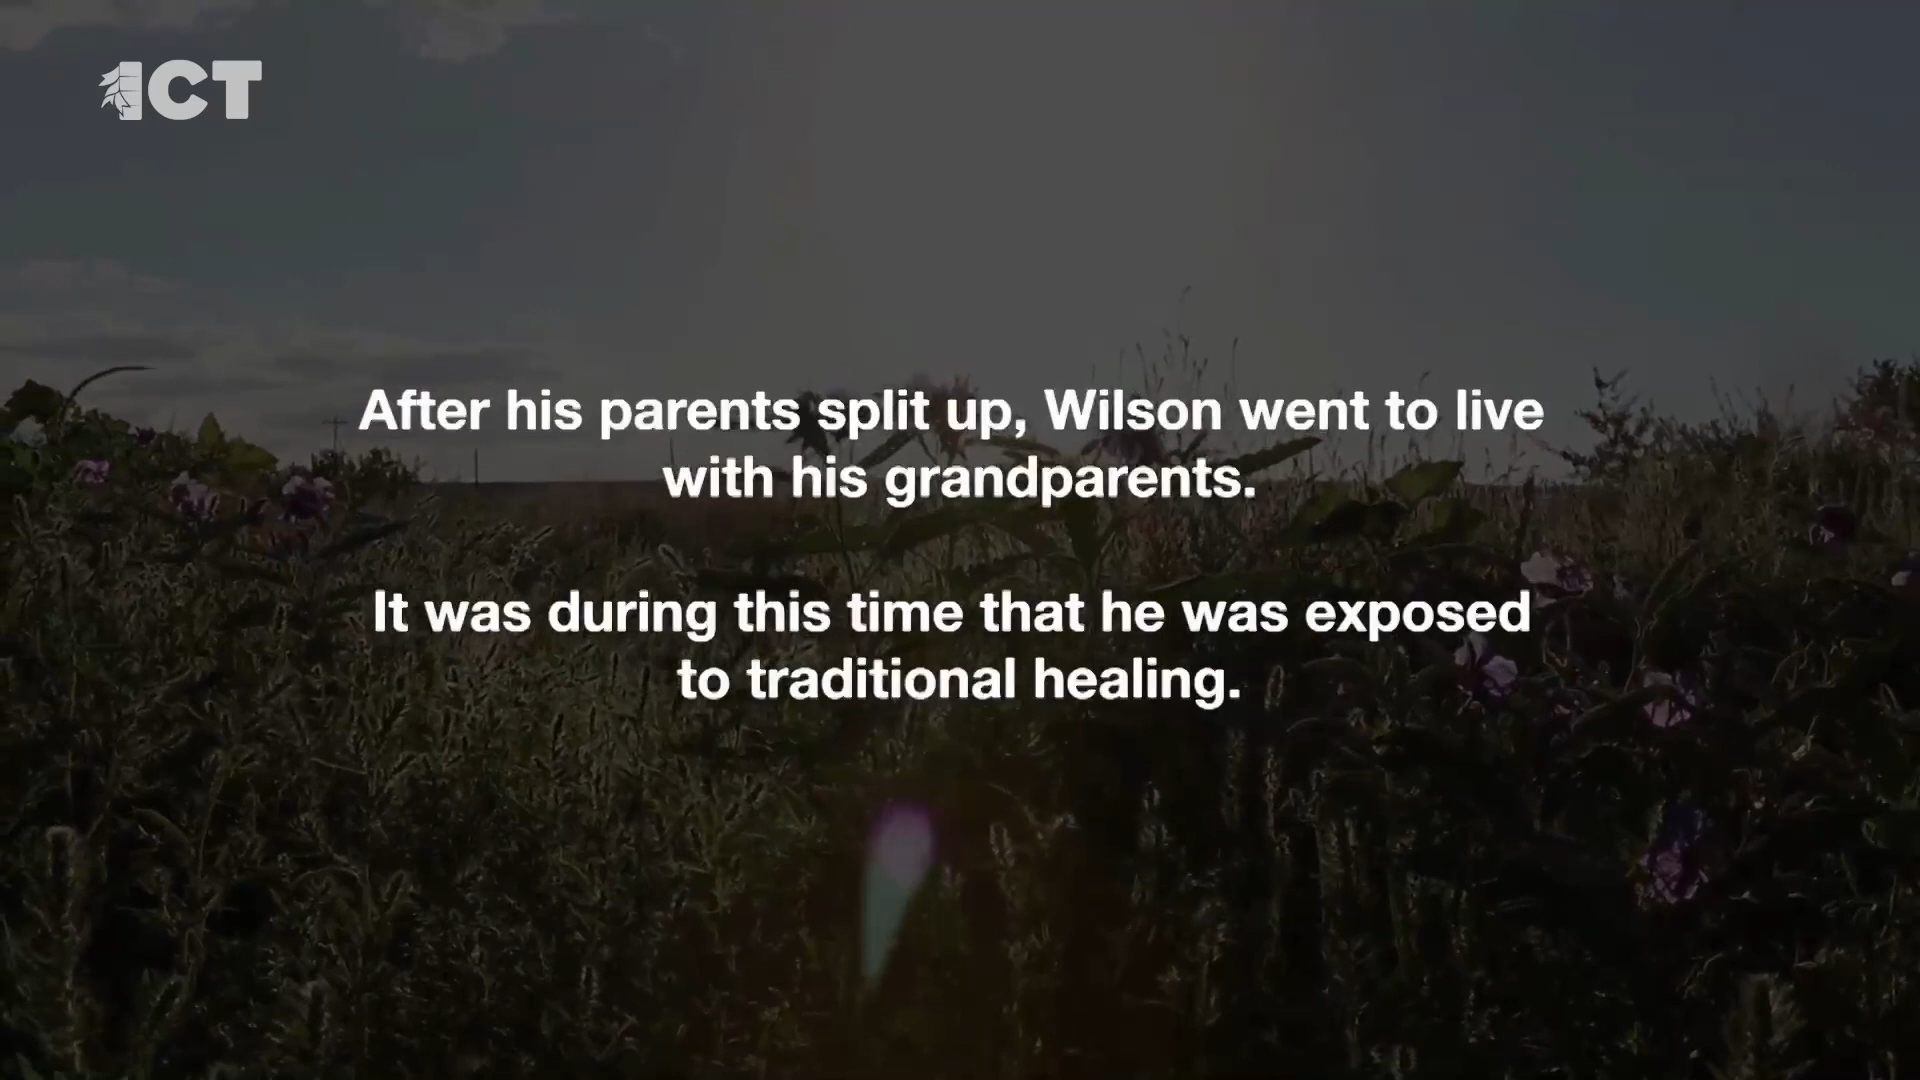 ICT
After his parents split up, Wilson went to live
with his grandparents.
It was during this time that he was exposed
to traditional healing.